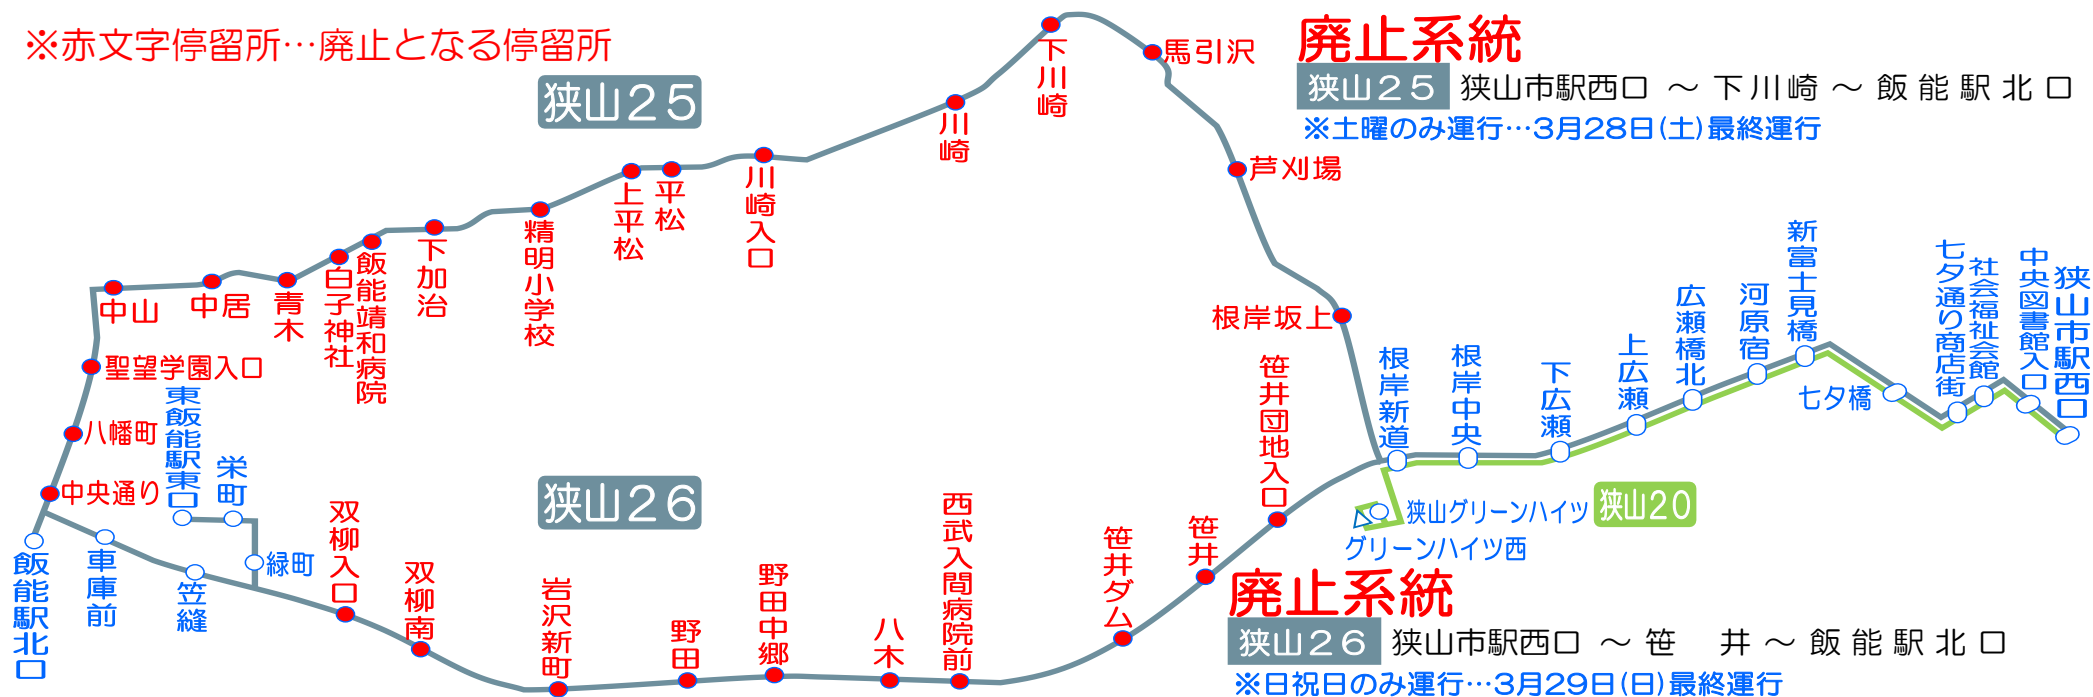 ※赤文字停留所…廃止となる停留所
廃止系統
狭山25
狭山25 狭山市駅西口 ～ 下川崎 ～ 飯能駅北口
※土曜のみ運行…3月28日(土)最終運行
下川崎
馬引沢
川崎
芦刈場
川崎入口
平松
上平松
精明小学校
下加治
飯能靖和病院
白子神社
青木
中居
中山
根岸坂上
聖望学園入口
八幡町
中央通り
飯能駅北口
東飯能駅東口
栄町
緑町
車庫前
笠縫
双柳入口
双柳南
狭山26
岩沢新町
野田
野田中郷
八木
西武入間病院前
笹井ダム
笹井
笹井団地入口
根岸新道
根岸中央
下広瀬
上広瀬
広瀬橋北
河原宿
新富士見橋
七夕橋
七夕通り商店街
社会福祉会館
中央図書館入口
狭山市駅西口
狭山グリーンハイツ
狭山20
グリーンハイツ西
廃止系統
狭山26 狭山市駅西口 ～ 笹　井 ～ 飯能駅北口
※日祝日のみ運行…3月29日(日)最終運行